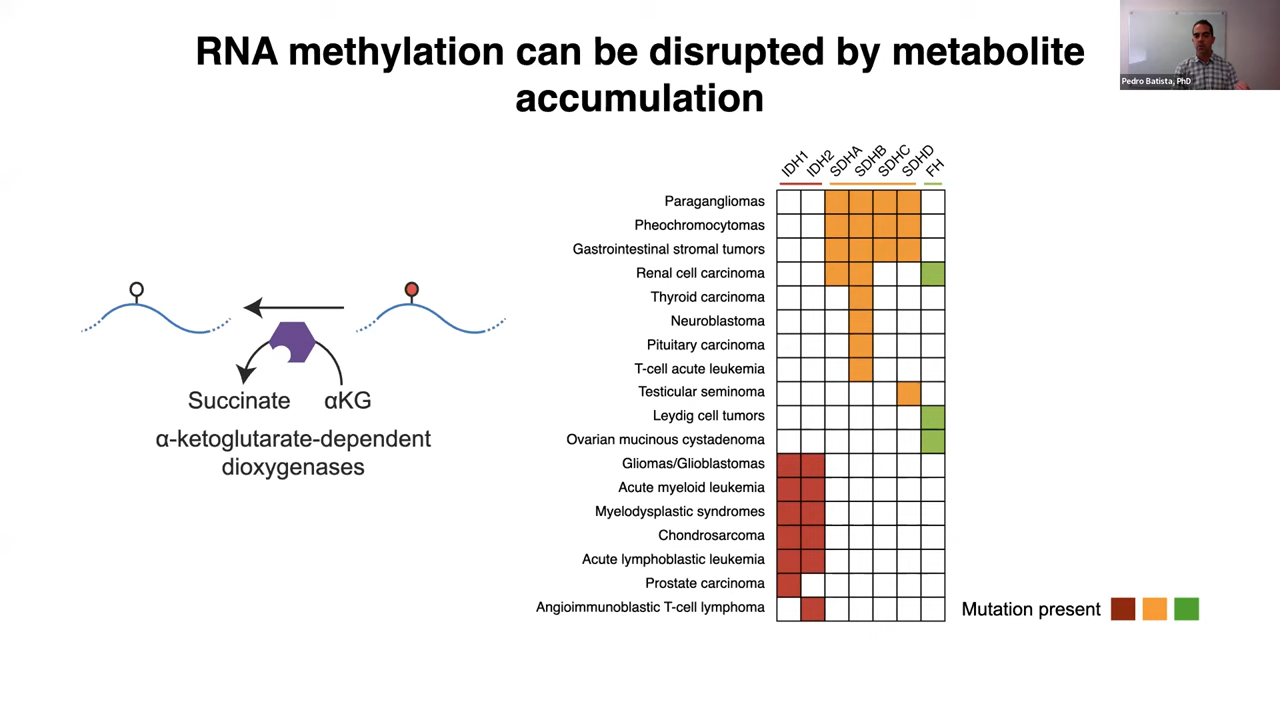 RNA methylation can be disrupted by metabolite
accumulation
Pedro Batista, PhD
IDH1
IDH2
SDHA
SDHB
SDHC
SDHD
FH
Paragangliomas
Pheochromocytomas
Gastrointestinal stromal tumors
Renal cell carcinoma
Thyroid carcinoma
Neuroblastoma
Pituitary carcinoma
T-cell acute leukemia
Testicular seminoma
Leydig cell tumors
Ovarian mucinous cystadenoma
Gliomas/Glioblastomas
Acute myeloid leukemia
Myelodysplastic syndromes
Chondrosarcoma
Acute lymphoblastic leukemia
Prostate carcinoma
Angioimmunoblastic T-cell lymphoma
Succinate αKG
α-ketoglutarate-dependent
dioxygenases
Mutation present